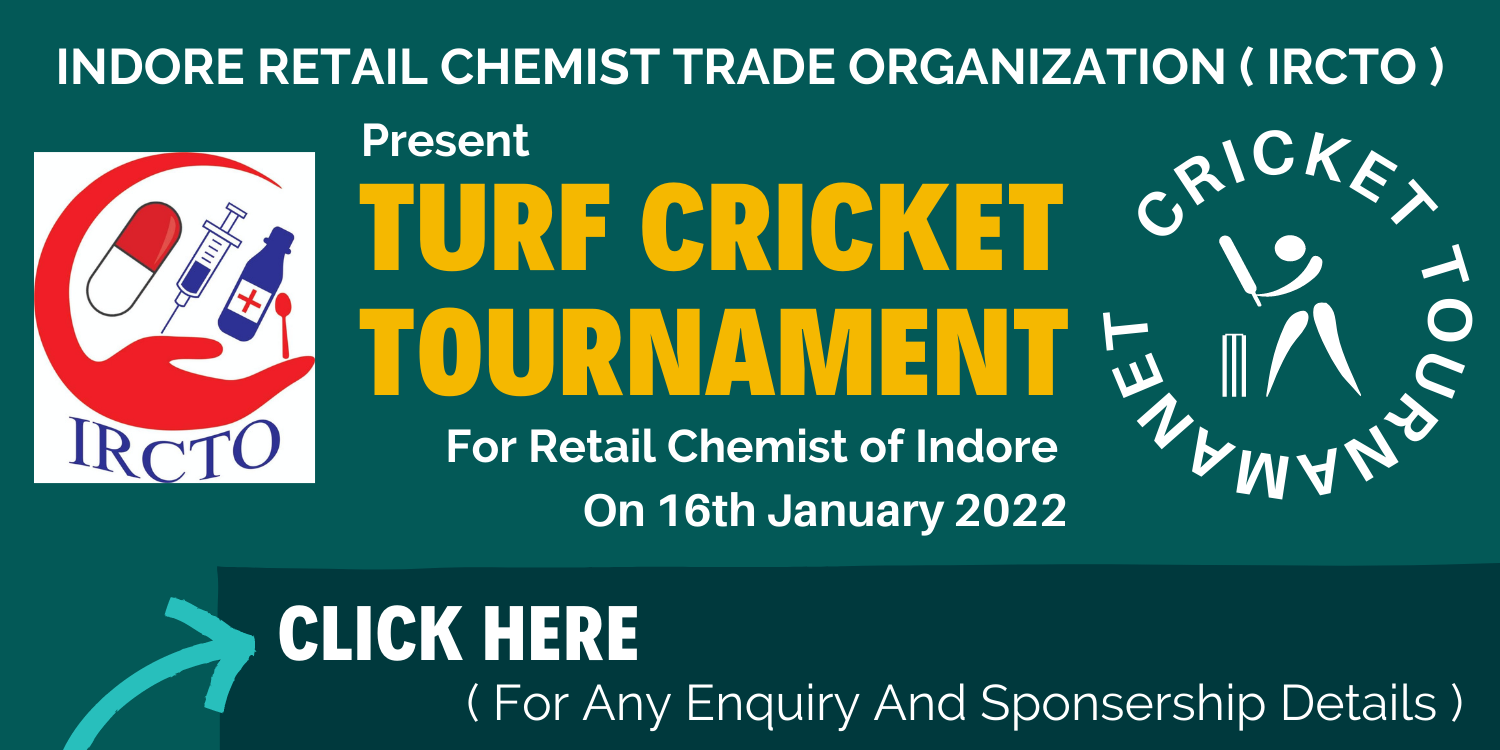 INDORE RETAIL CHEMIST TRADE ORGANIZATION ( IRCTO )
Present
TURF CRICKET
TOURNAMENT
For Retail Chemist of Indore
On 16th January 2022
IRCTO
CRICKET TOURNAMANET
CLICK HERE
( For Any Enquiry And Sponsership Details )